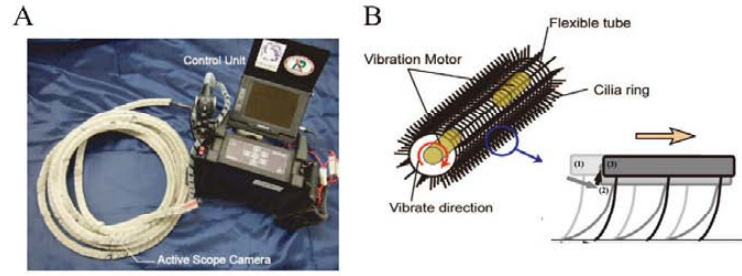 A
Control Unit
Active Scope Camera
B
Flexible tube
Vibration Motor
Cilia ring
Vibrate direction
(1)
(3)
(2)